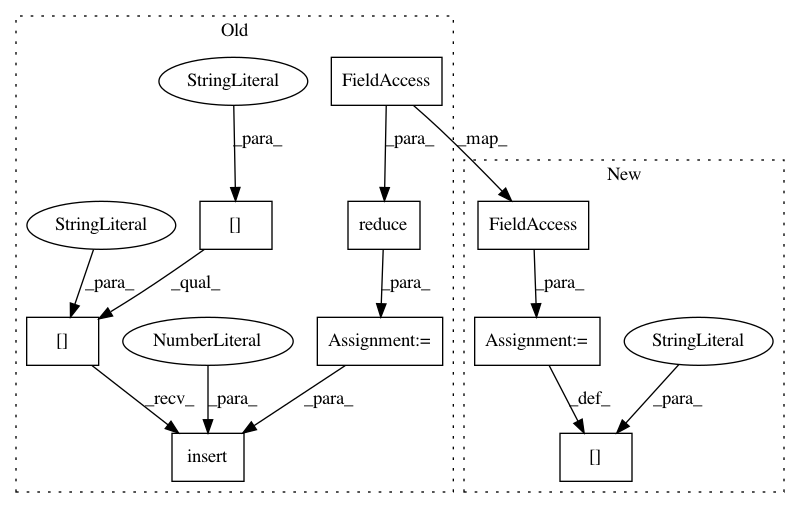 Old
StringLiteral
FieldAccess
_para_
_para_
_map_
New
StringLiteral
[]
reduce
FieldAccess
_para_
_qual_
_para_
_para_
[]
NumberLiteral
Assignment:=
Assignment:=
StringLiteral
_recv_
_para_
_para_
_def_
_para_
insert
[]